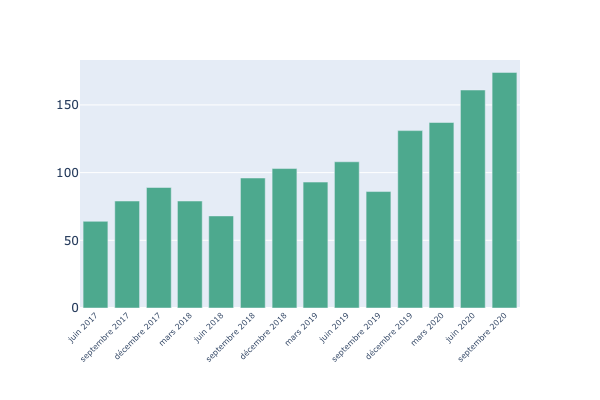 150
100
50
0
juin 2017
septembre 2017
décembre 2017
mars 2018
juin 2018
septembre 2018
décembre 2018
mars 2019
juin 2019
septembre 2019
décembre 2019
mars 2020
juin 2020
septembre 2020